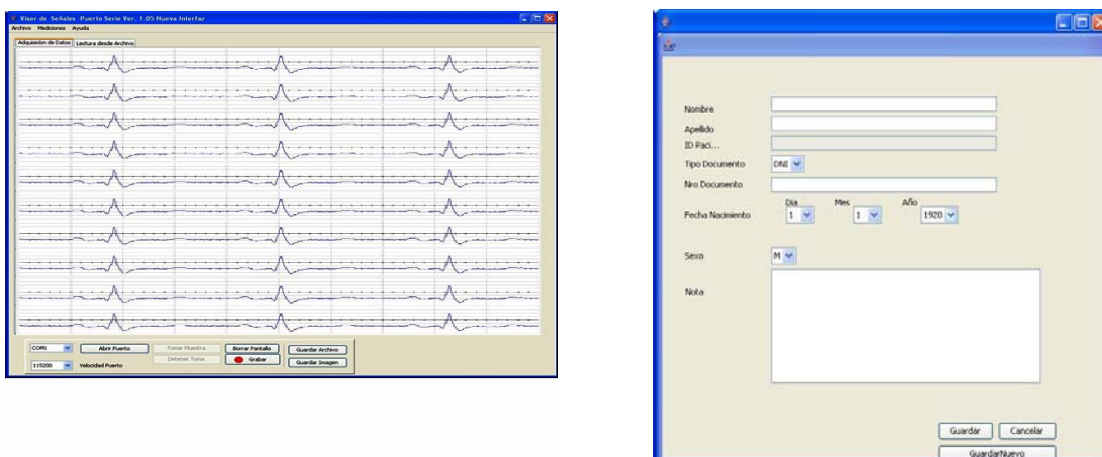 Visor de Señales Puerto Serie Ver. 1.05 Nueva Interfaz
Archivo Mediciones Ayuda
Adquisicion de Datos Lectura desde Archivo
COM1 Abrir Puerto Tomar Muestra Borrar Pantalla Guardar Archivo
Detener Toma Grabar Guardar Imagen
115200 Velocidad Puerto
Nombre
Apellido
ID Paci...
Tipo Documento DNI
Nro Documento
Dia Mes Año
Fecha Nacimiento 1 1 1920
Sexo M
Nota
Guardar Cancelar
GuardarNuevo